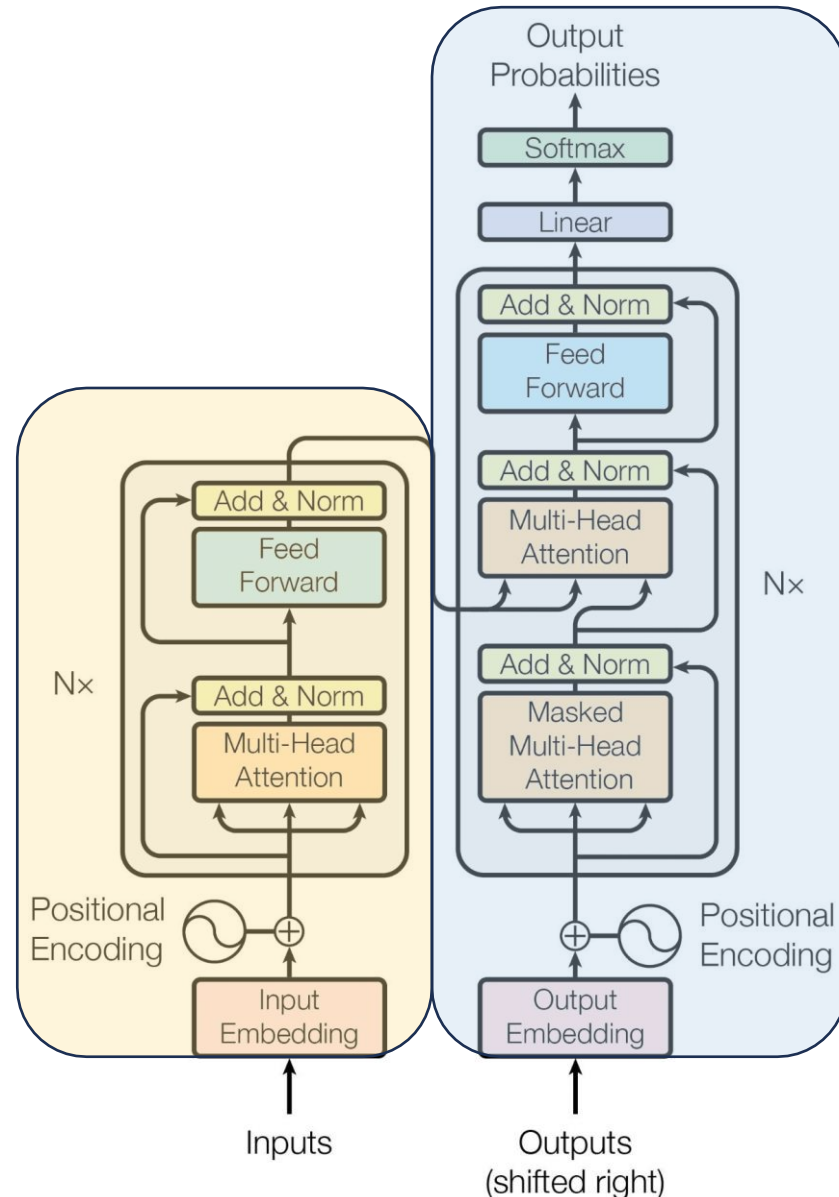 Output
Probabilities
Softmax
Linear
Add & Norm
Feed
Forward
Add & Norm
Multi-Head
Attention
Nx
Add & Norm
Masked
Multi-Head
Attention
Positional
Encoding
Output
Embedding
Outputs
(shifted right)
Add & Norm
Feed
Forward
Nx
Add & Norm
Multi-Head
Attention
Positional
Encoding
Input
Embedding
Inputs